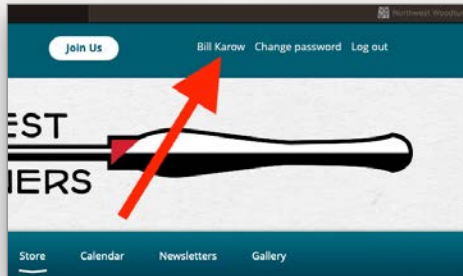 Northwest Woodtu
Join Us
Bill Karow Change password Log out
EST
NERS
Store Calendar Newsletters Gallery